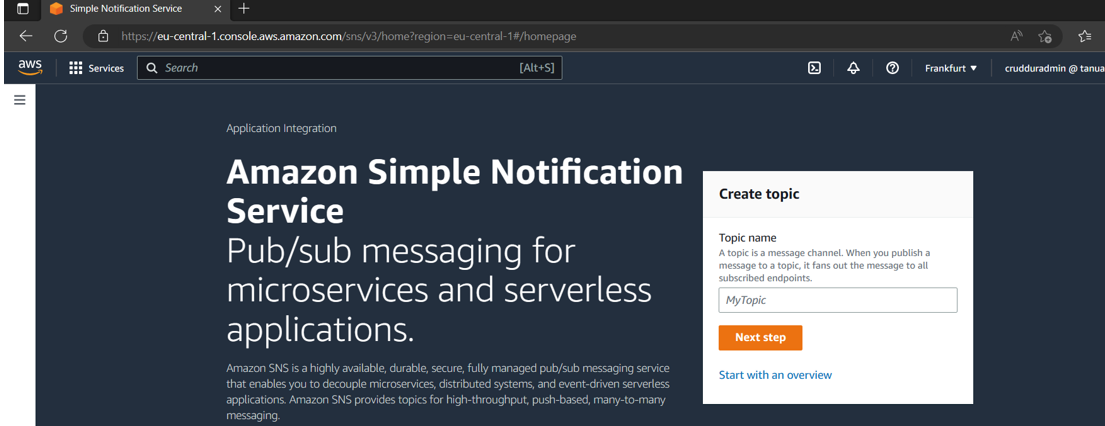 Simple Notification Service
https://eu-central-1.console.aws.amazon.com/sns/v3/home?region=eu-central-1#/homepage
aws
Services
Search
[Alt+S]
Frankfurt
crudduradmin @ tanua
Application Integration
Amazon Simple Notification
Service
Pub/sub messaging for
microservices and serverless
applications.
Amazon SNS is a highly available, durable, secure, fully managed pub/sub messaging service
that enables you to decouple microservices, distributed systems, and event-driven serverless
applications. Amazon SNS provides topics for high-throughput, push-based, many-to-many
messaging.
Create topic
Topic name
A topic is a message channel. When you publish a
message to a topic, it fans out the message to all
subscribed endpoints.
MyTopic
Next step
Start with an overview